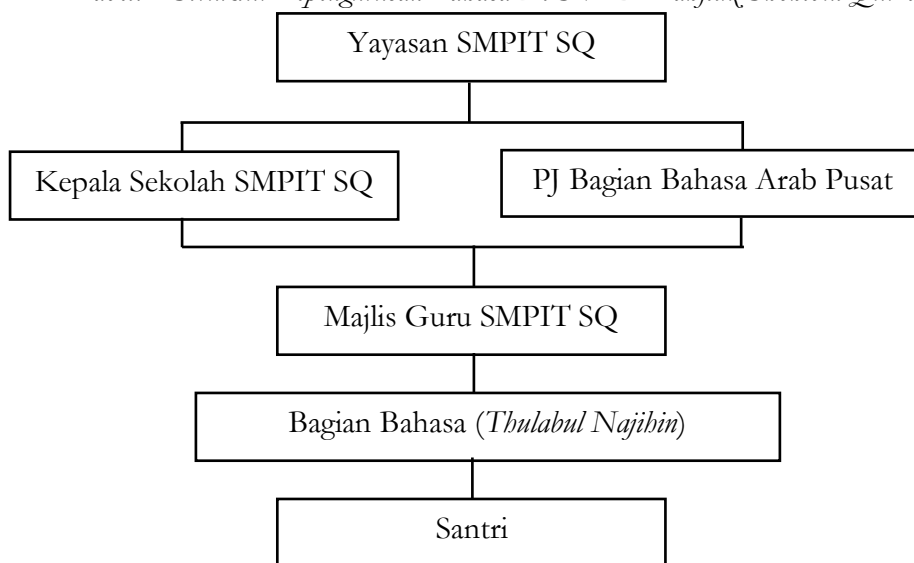 Yayasan SMPIT SQ
Kepala Sekolah SMPIT SQ
PJ Bagian Bahasa Arab Pusat
Majlis Guru SMPIT SQ
Bagian Bahasa (Thulabul Najihin)
Santri